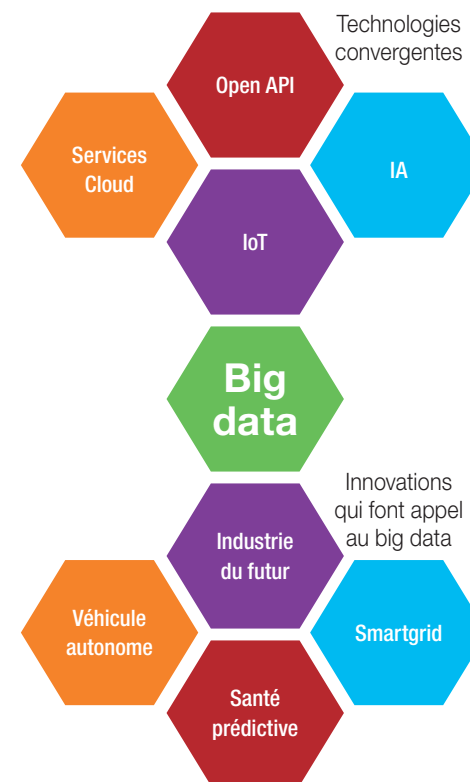 Technologies
convergentes
Open API
Services
Cloud
IA
IoT
Big
data
Innovations
qui font appel
au big data
Industrie
du futur
Véhicule
autonome
Smartgrid
Santé
prédictive